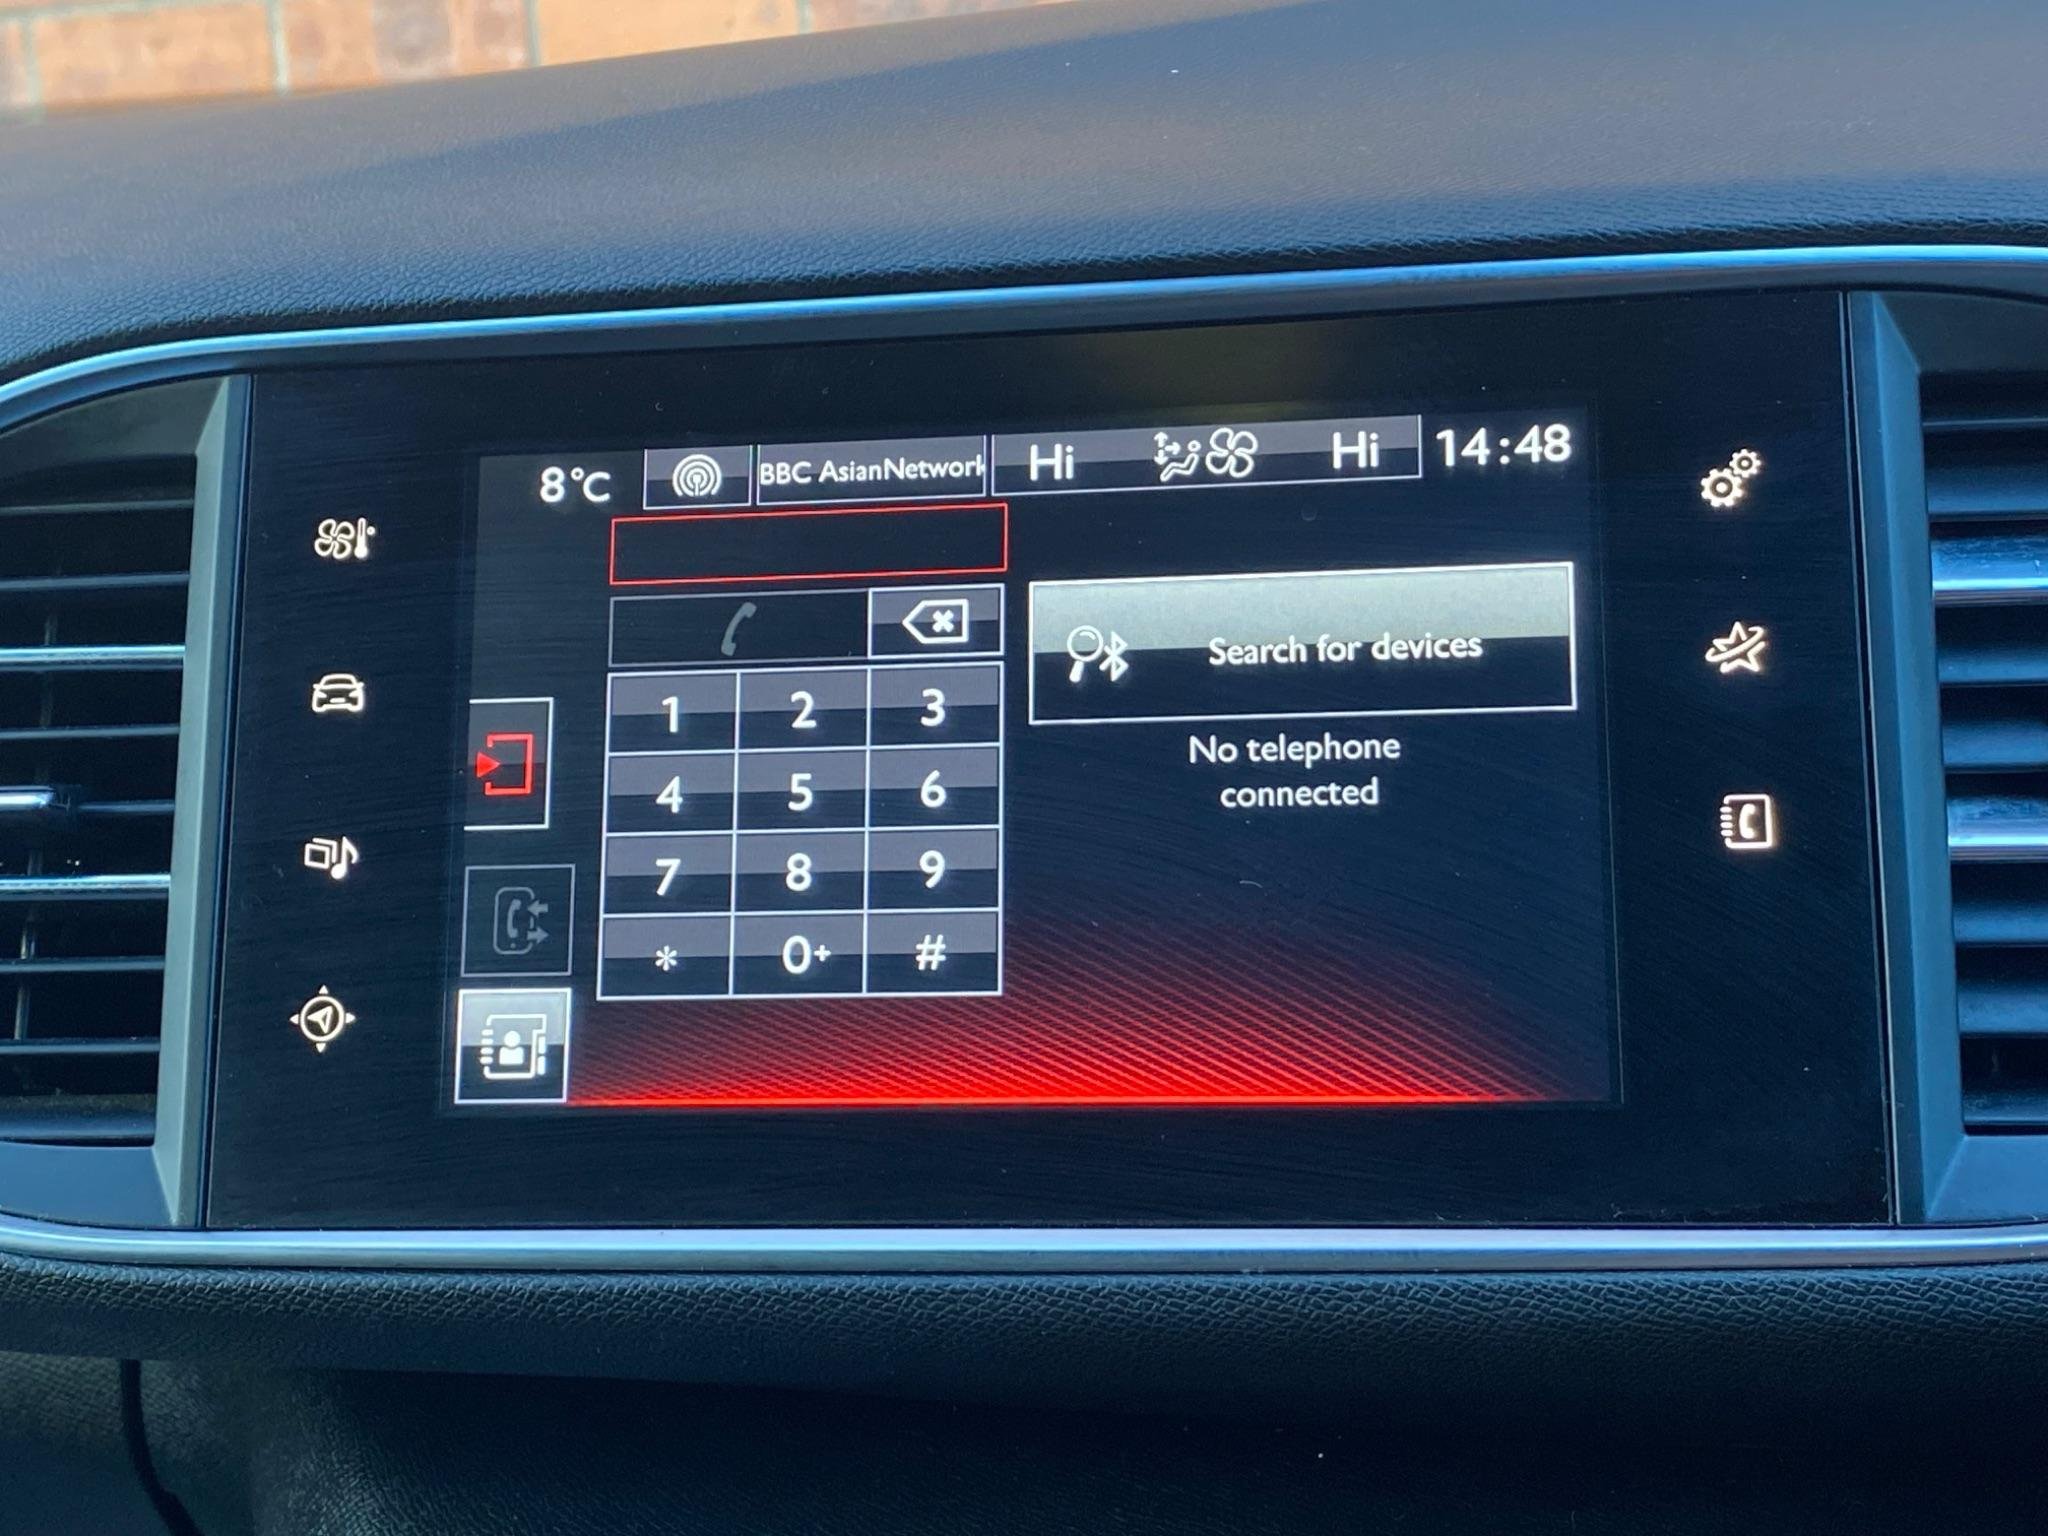 8°C BBC AsianNetwork Hi Hi 14:48
Search for devices
No telephone
connected
1 2 3
4 5 6
7 8 9
* 0+ #